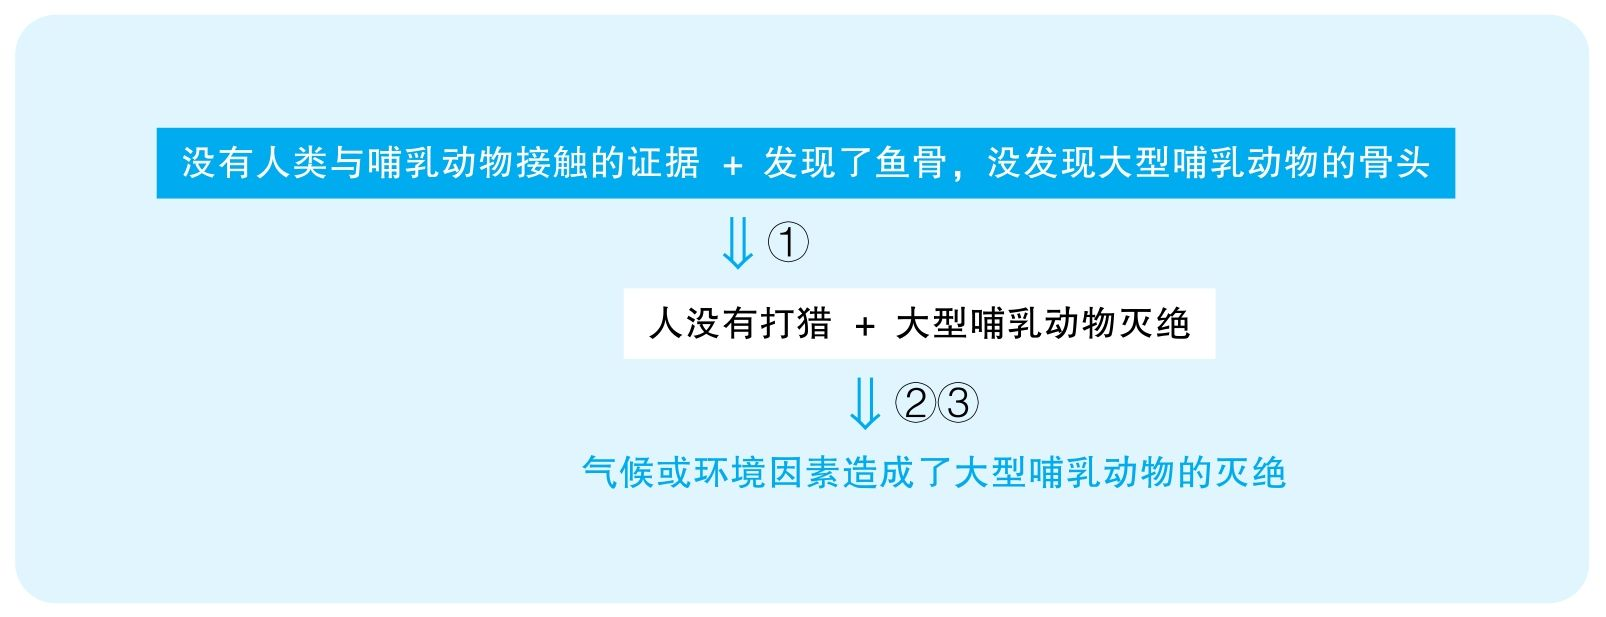 没有人类与哺乳动物接触的证据 + 发现了鱼骨，没发现大型哺乳动物的骨头
⇓ ①
人没有打猎 + 大型哺乳动物灭绝
⇓ ②③
气候或环境因素造成了大型哺乳动物的灭绝